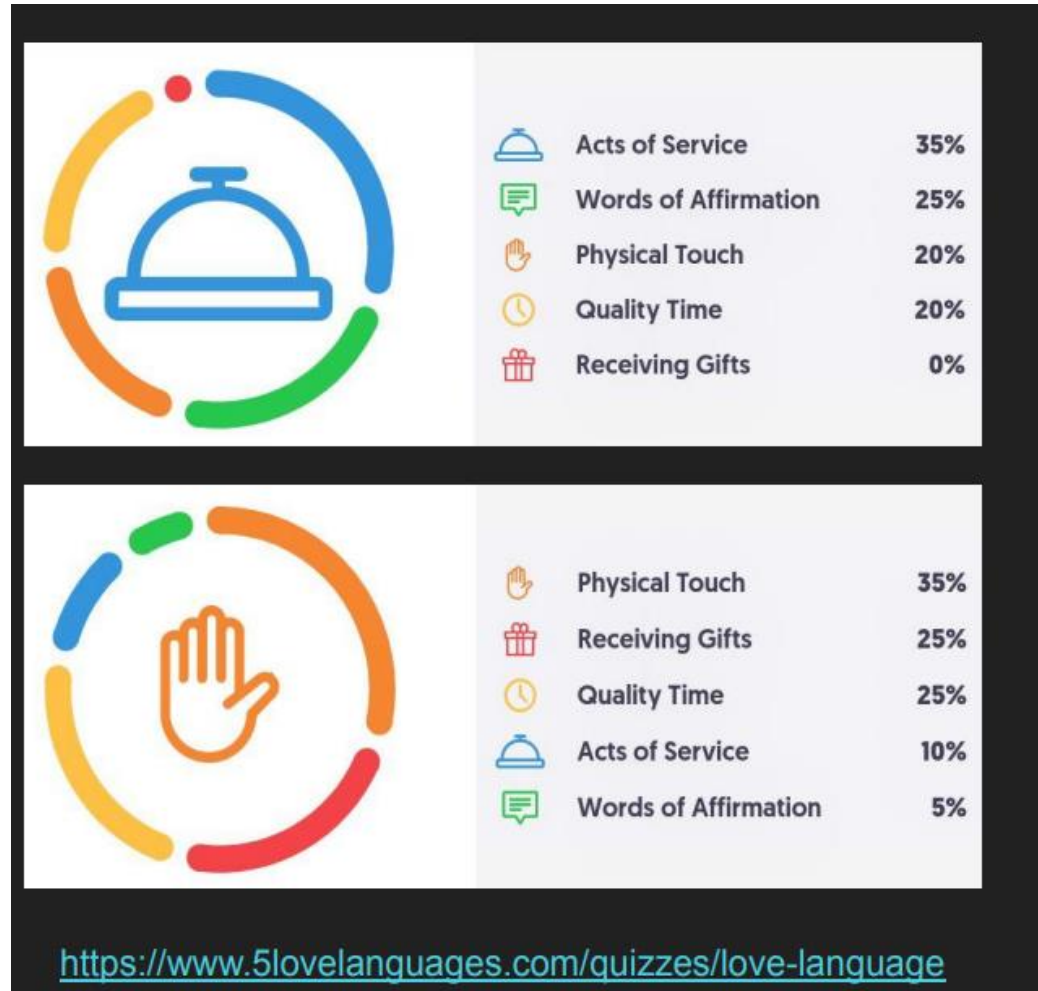 Acts of Service 35%
Words of Affirmation 25%
Physical Touch 20%
Quality Time 20%
Receiving Gifts 0%
Physical Touch 35%
Receiving Gifts 25%
Quality Time 25%
Acts of Service 10%
Words of Affirmation 5%
https://www.5lovelanguages.com/quizzes/love-language